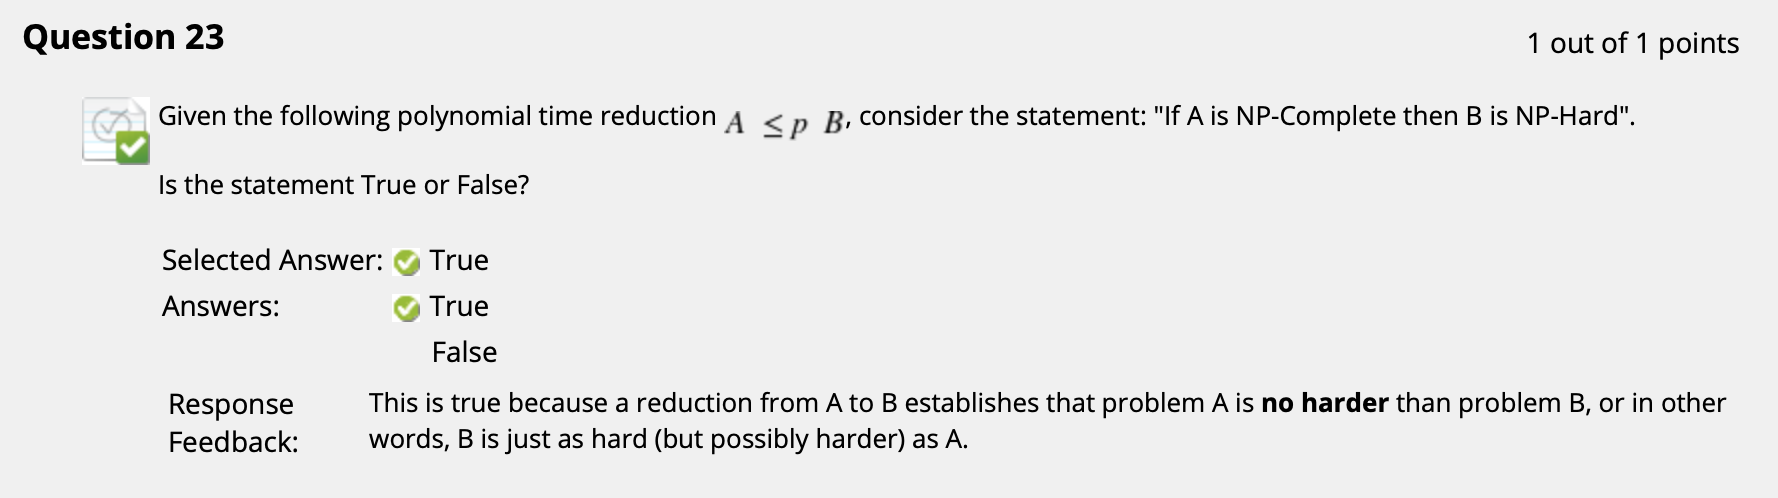 Question 23
1 out of 1 points
Given the following polynomial time reduction A ≤p B, consider the statement: "If A is NP-Complete then B is NP-Hard".
Is the statement True or False?
Selected Answer: True
Answers: True
False
Response Feedback:
This is true because a reduction from A to B establishes that problem A is no harder than problem B, or in other
words, B is just as hard (but possibly harder) as A.